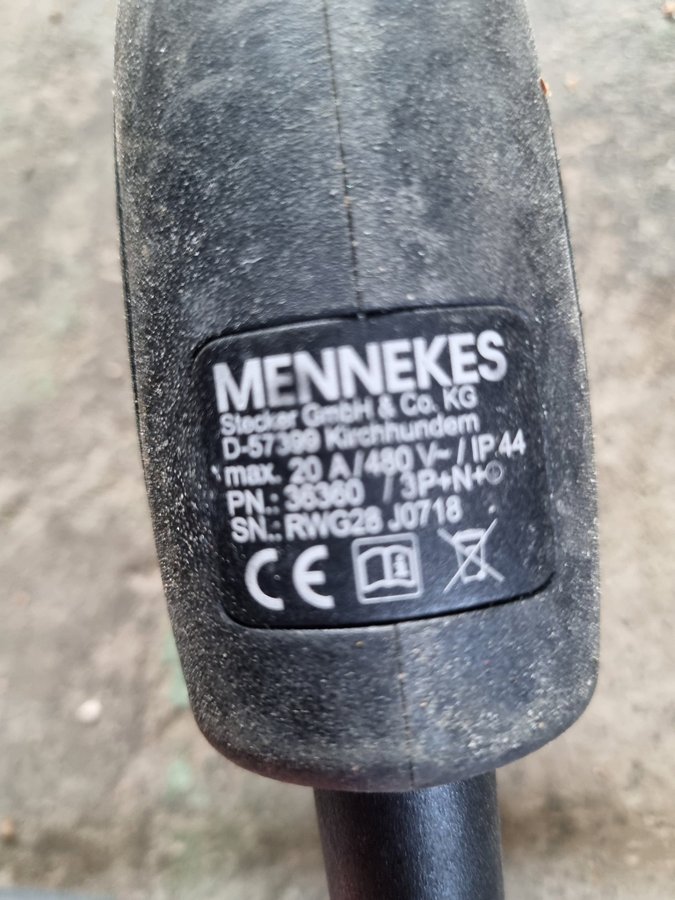 MENNEKES
Stecker GmbH & Co. KG
D-57399 Kirchhundem
max. 20 A/480 V~ / IP 44
PN.: 36360 / 3P+N+⏚
SN.: RWG28 J0718
CE